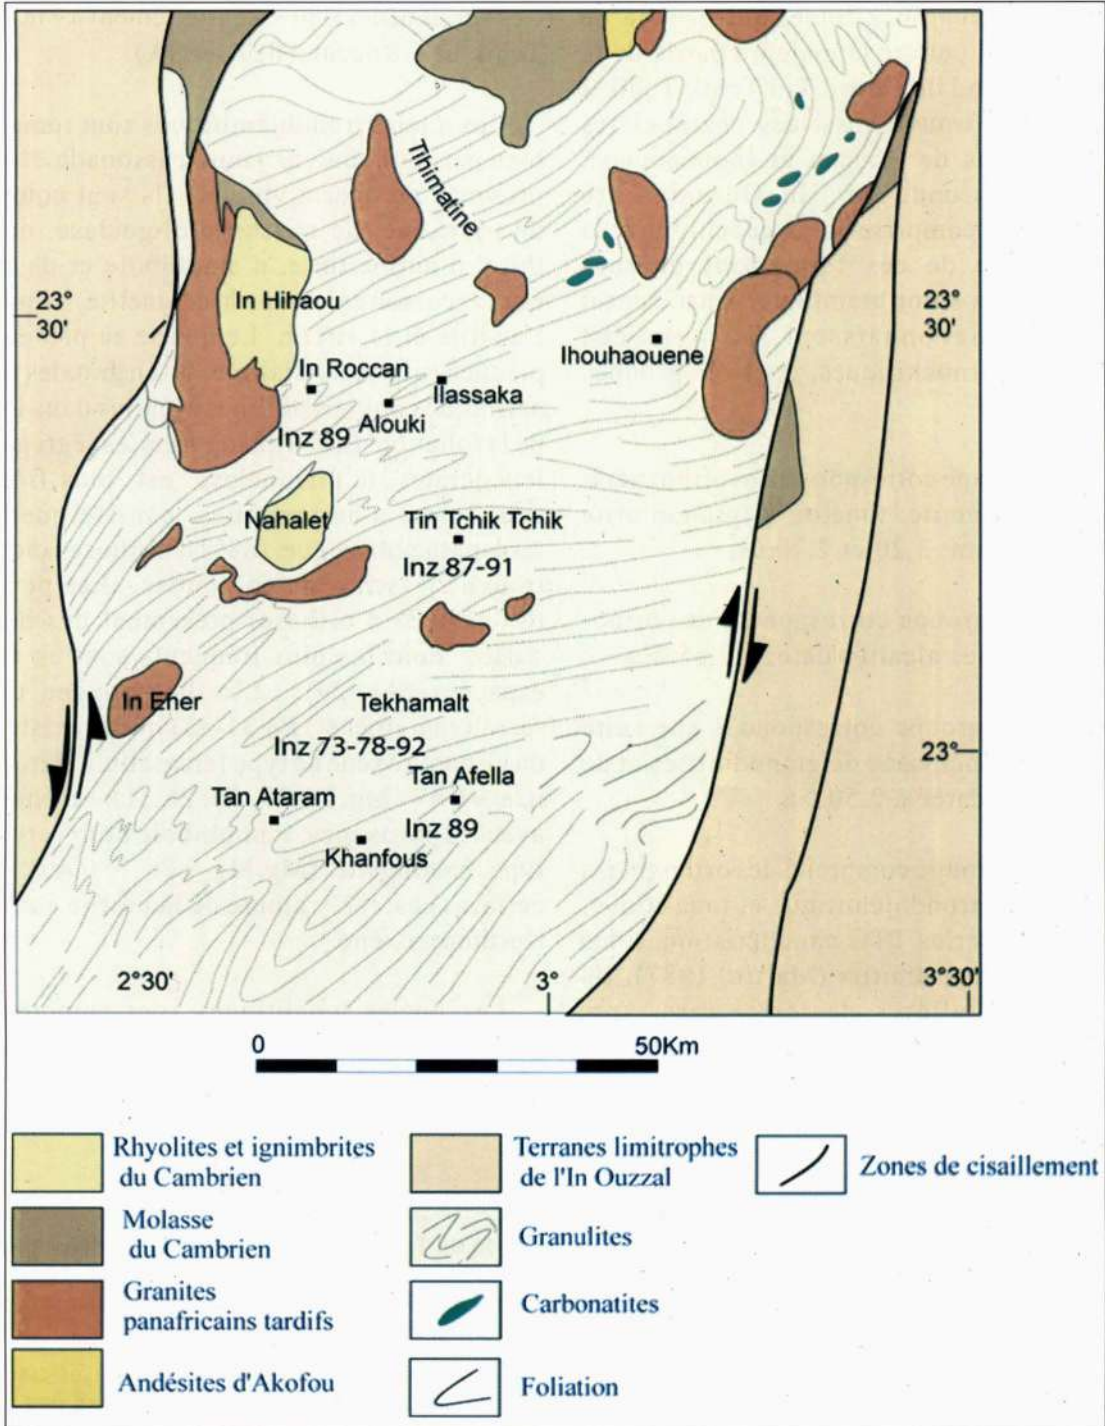 Tihimatine
23°
30'
In Hihaou
23°
30'
Ihouhaouene
In Roccan
Ilassaka
Alouki
Inz 89
Nahalet
Tin Tchik Tchik
Inz 87-91
In Eher
Tekhamalt
Inz 73-78-92
23°
Tan Afella
Tan Ataram
Inz 89
Khanfous
2°30'
3°
3°30'
0
50Km
Rhyolites et ignimbrites
du Cambrien
Terranes limitrophes
de l'In Ouzzal
Zones de cisaillement
Molasse
du Cambrien
Granulites
Granites
panafricains tardifs
Carbonatites
Andésites d'Akofou
Foliation